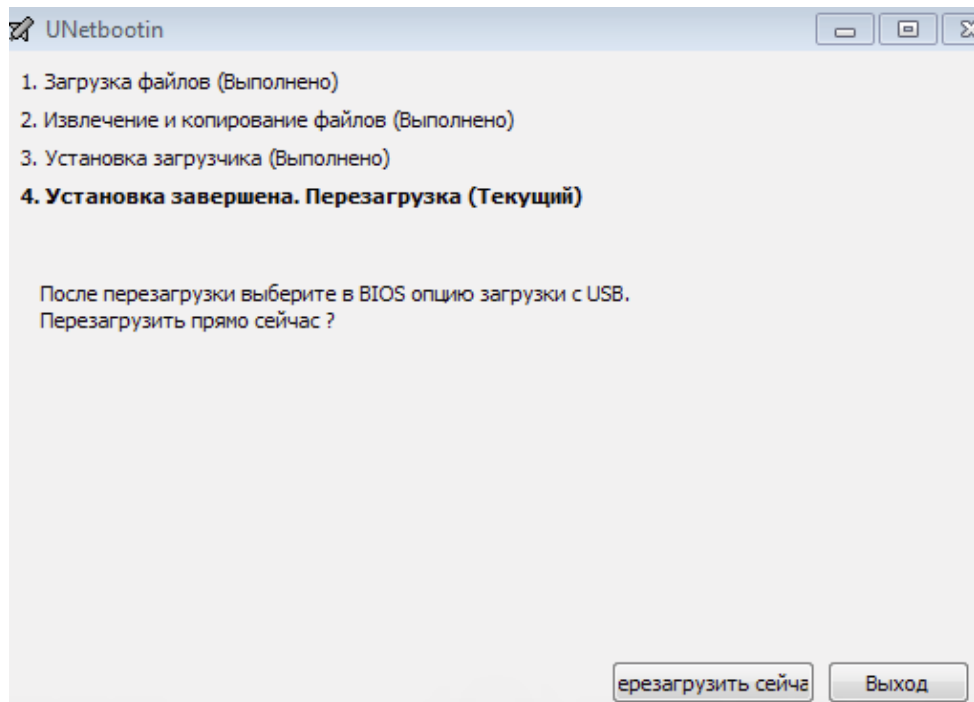 UNetbootin
1. Загрузка файлов (Выполнено)
2. Извлечение и копирование файлов (Выполнено)
3. Установка загрузчика (Выполнено)
4. Установка завершена. Перезагрузка (Текущий)
После перезагрузки выберите в BIOS опцию загрузки с USB.
Перезагрузить прямо сейчас ?
ерезагрузить сейча Выход